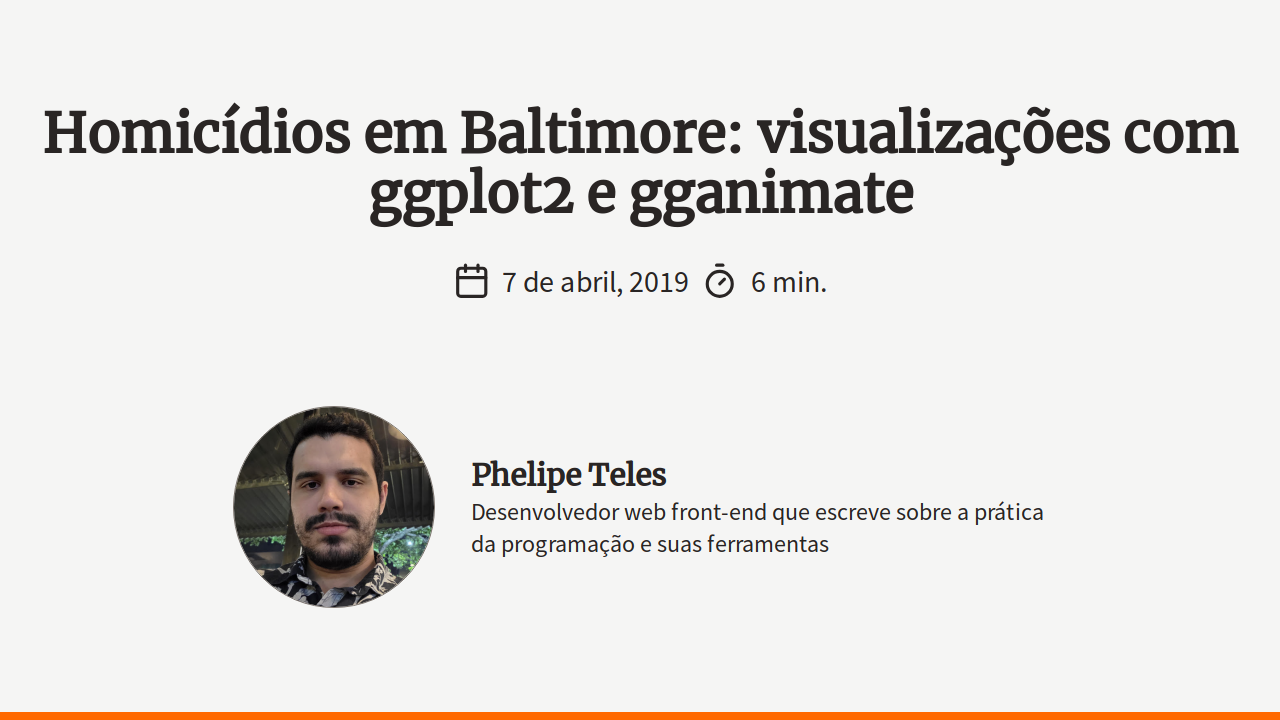 Homicídios em Baltimore: visualizações com
ggplot2 e gganimate
7 de abril, 2019 6 min.
Phelipe Teles
Desenvolvedor web front-end que escreve sobre a prática
da programação e suas ferramentas